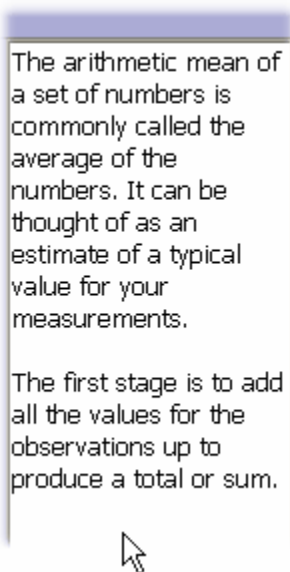 The arithmetic mean of
a set of numbers is
commonly called the
average of the
numbers. It can be
thought of as an
estimate of a typical
value for your
measurements.
The first stage is to add
all the values for the
observations up to
produce a total or sum.